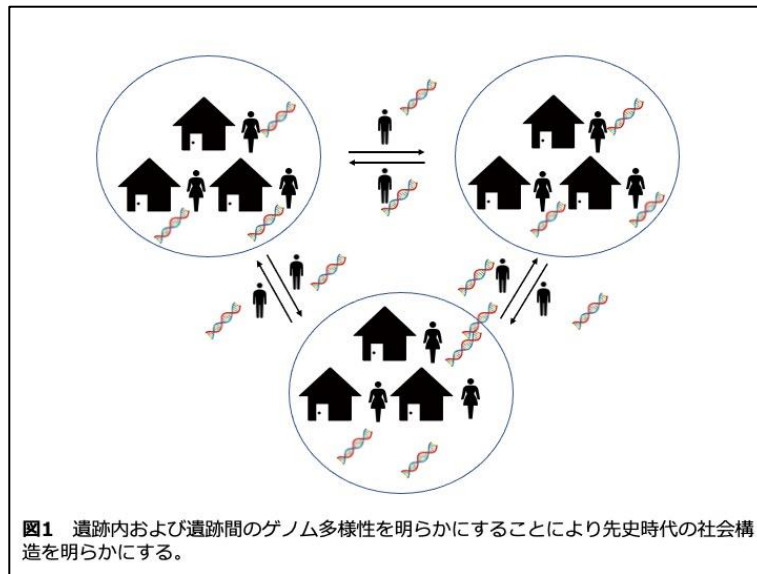 図1 遺跡内および遺跡間のゲノム多様性を明らかにすることにより先史時代の社会構
造を明らかにする。